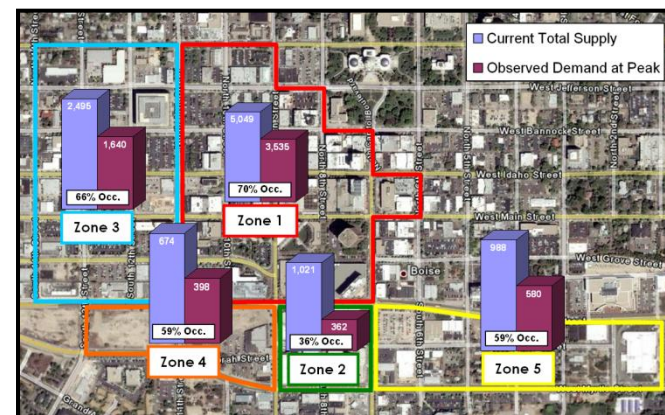 Current Total Supply
Observed Demand at Peak
West Jefferson Street
West Bannock Street
West Idaho Street
West Main Street
West Grove Street
Boise
2,495
1,640
66% Occ.
Zone 3
5,049
3,535
70% Occ.
Zone 1
674
398
59% Occ.
Zone 4
1,021
362
36% Occ.
Zone 2
988
580
59% Occ.
Zone 5